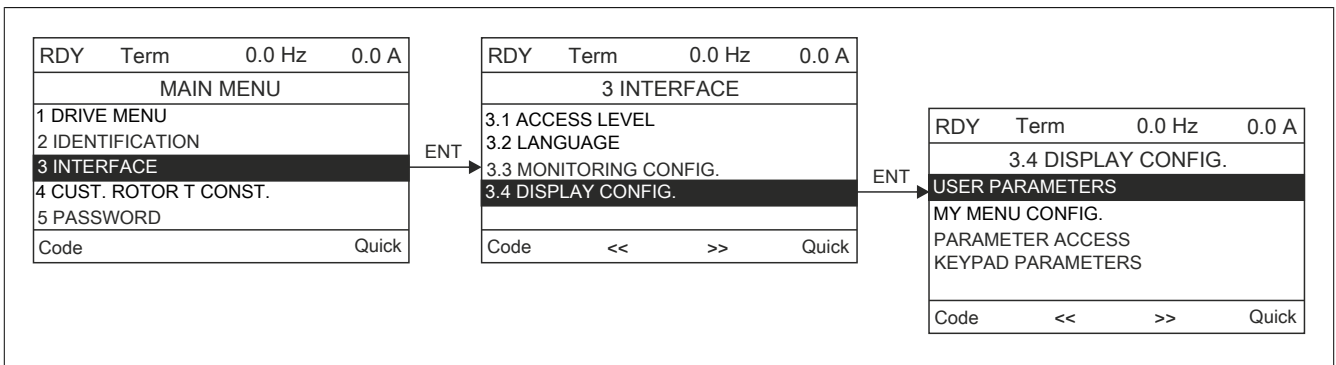 RDY Term 0.0 Hz 0.0 A
MAIN MENU
1 DRIVE MENU
2 IDENTIFICATION
3 INTERFACE
4 CUST. ROTOR T CONST.
5 PASSWORD
Code Quick
ENT
RDY Term 0.0 Hz 0.0 A
3 INTERFACE
3.1 ACCESS LEVEL
3.2 LANGUAGE
3.3 MONITORING CONFIG.
3.4 DISPLAY CONFIG.
Code << >> Quick
ENT
RDY Term 0.0 Hz 0.0 A
3.4 DISPLAY CONFIG.
USER PARAMETERS
MY MENU CONFIG.
PARAMETER ACCESS
KEYPAD PARAMETERS
Code << >> Quick